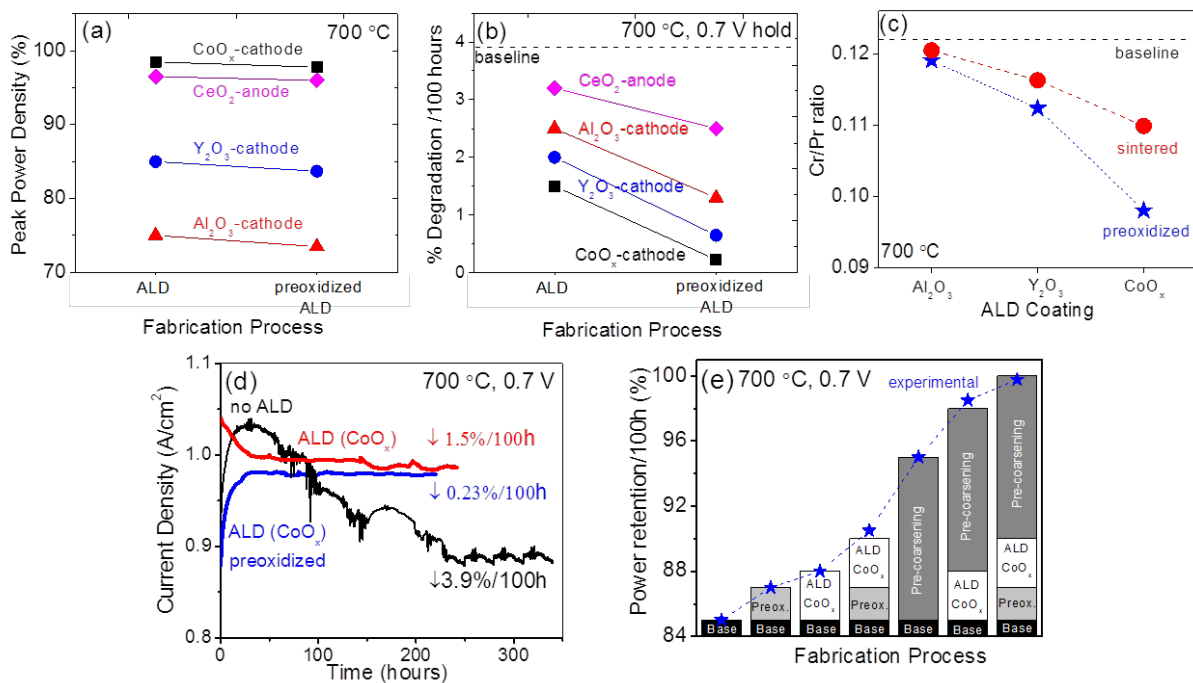 (a)
700 °C
CoOₓ-cathode
CeO₂-anode
Y₂O₃-cathode
Al₂O₃-cathode
Peak Power Density (%)
100
90
80
70
ALD
preoxidized
ALD
Fabrication Process
(b)
700 °C, 0.7 V hold
baseline
CeO₂-anode
Al₂O₃-cathode
Y₂O₃-cathode
CoOₓ-cathode
% Degradation /100 hours
4
3
2
1
0
ALD
preoxidized
ALD
Fabrication Process
(c)
baseline
sintered
preoxidized
700 °C
Cr/Pr ratio
0.12
0.11
0.10
0.09
Al₂O₃
Y₂O₃
CoOₓ
ALD Coating
(d)
700 °C, 0.7 V
no ALD
ALD (CoOₓ)
↓ 1.5%/100h
↓ 0.23%/100h
ALD (CoOₓ)
preoxidized
↓3.9%/100h
Current Density (A/cm²)
1.1
1.0
0.9
0.8
0
100
200
300
Time (hours)
(e)
700 °C, 0.7 V
experimental
Power retention/100h (%)
100
96
92
88
84
Base
Preox.
Base
ALD
CoOₓ
Base
ALD
CoOₓ
Preox.
Base
Pre-coarsening
Base
Pre-coarsening
ALD
CoOₓ
Base
Pre-coarsening
ALD
CoOₓ
Preox.
Base
Fabrication Process